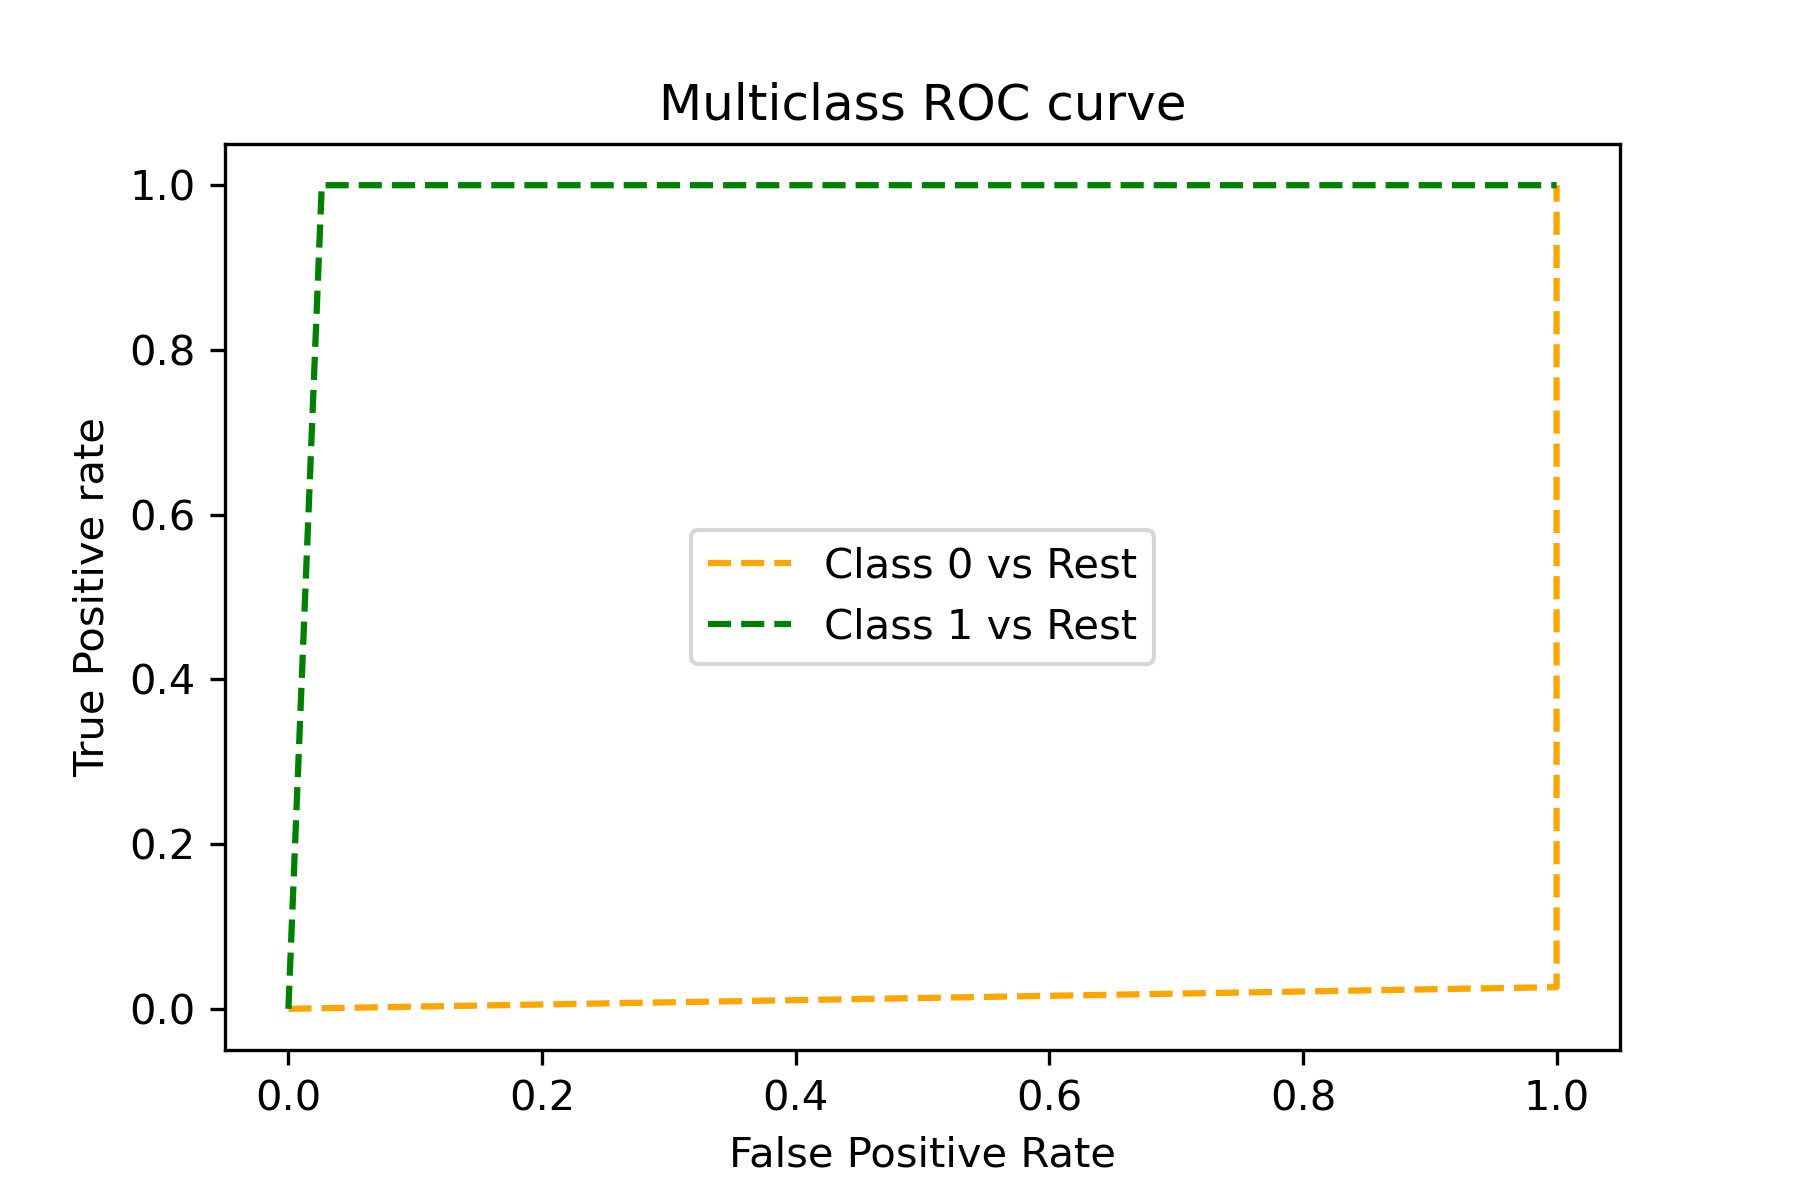 Multiclass ROC curve
True Positive rate
1.0
0.8
0.6
0.4
0.2
0.0
Class 0 vs Rest
Class 1 vs Rest
0.0 0.2 0.4 0.6 0.8 1.0
False Positive Rate